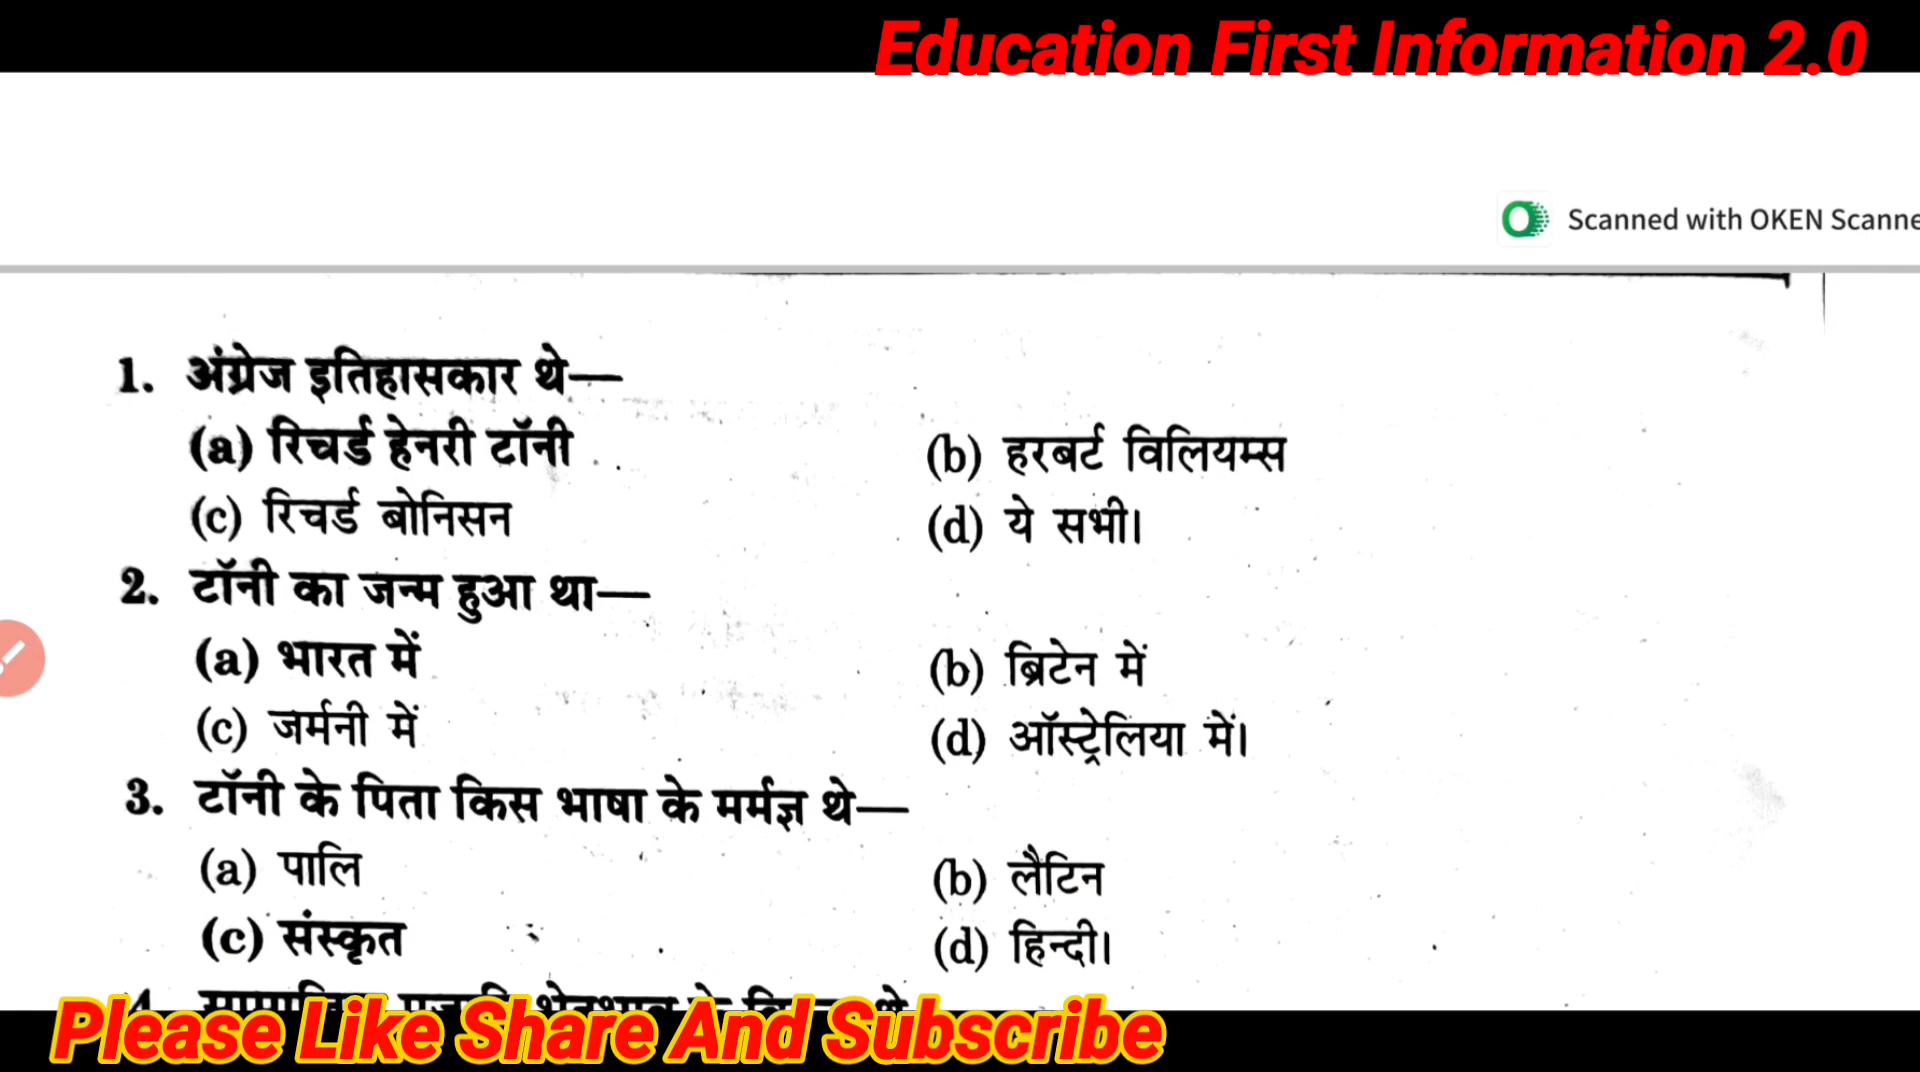 Education First Information 2.0
Scanned with OKEN Scanne
1. अंग्रेज इतिहासकार थे—
(a) रिचर्ड हेनरी टॉनी (b) हरबर्ट विलियम्स
(c) रिचर्ड बोनिसन (d) ये सभी।
2. टॉनी का जन्म हुआ था—
(a) भारत में (b) ब्रिटेन में
(c) जर्मनी में (d) ऑस्ट्रेलिया में।
3. टॉनी के पिता किस भाषा के मर्मज्ञ थे—
(a) पालि (b) लैटिन
(c) संस्कृत (d) हिन्दी।
Please Like Share And Subscribe